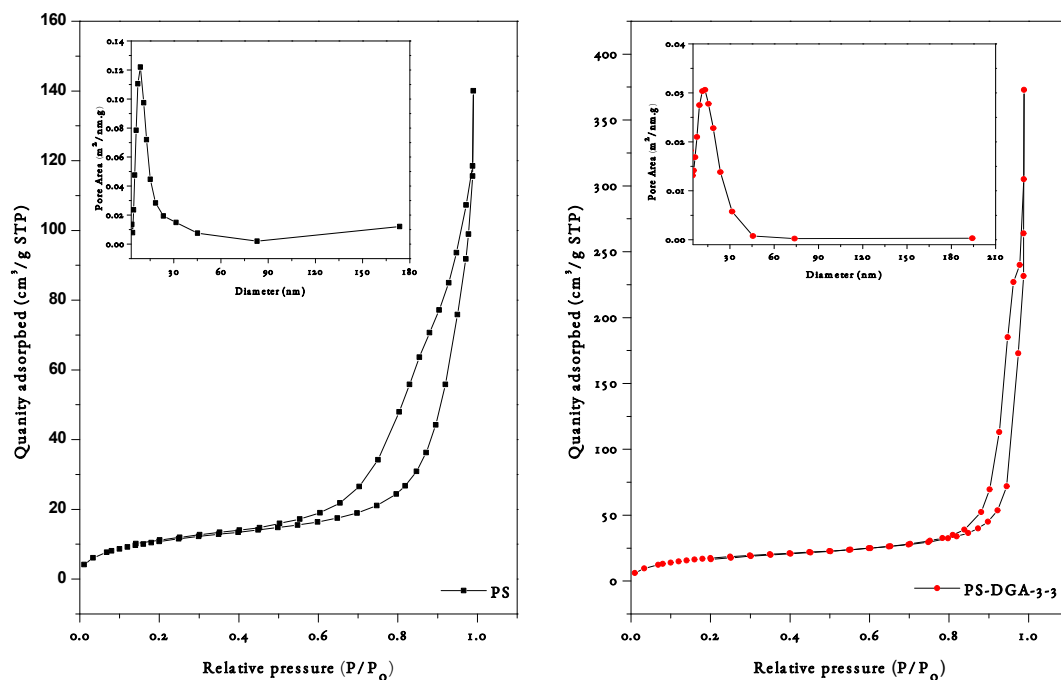 160
140
120
100
80
60
40
20
0
0.0 0.2 0.4 0.6 0.8 1.0
Quanity adsorpbed (cm³/g STP)
Relative pressure (P/P₀)
PS
0.14
0.12
0.10
0.08
0.06
0.04
0.02
0.00
30 60 90 120 150 180
Pore Area (m²/nm.g)
Diameter (nm)
400
350
300
250
200
150
100
50
0
0.0 0.2 0.4 0.6 0.8 1.0
Quanity adsorpbed (cm³/g STP)
Relative pressure (P/P₀)
PS-DGA-3-3
0.04
0.03
0.02
0.01
0.00
30 60 90 120 150 180 210
Pore Area (m²/nm.g)
Diameter (nm)